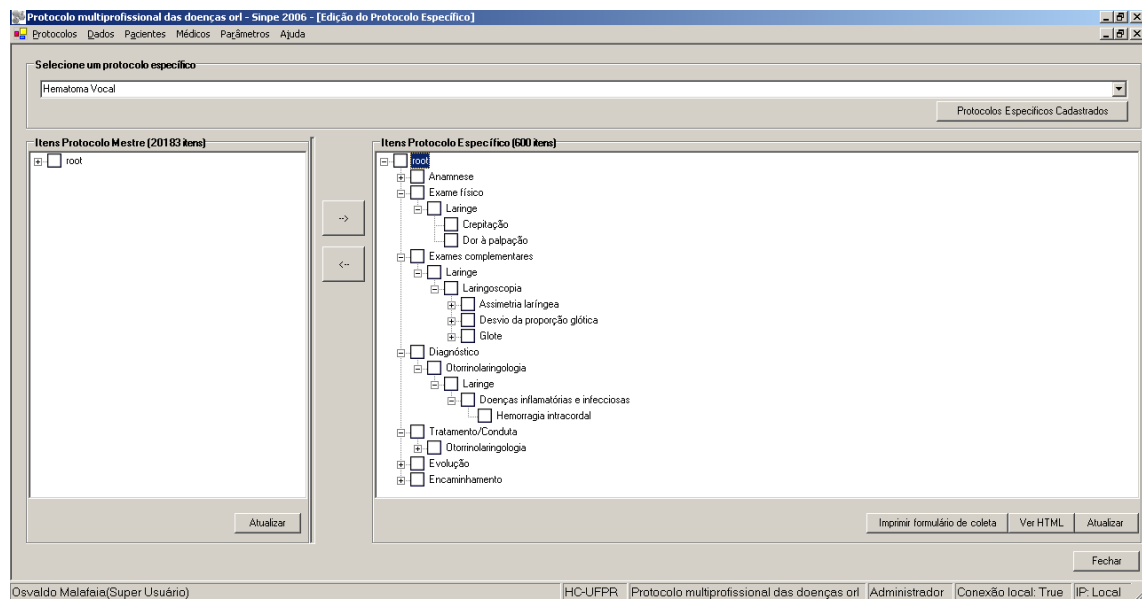 Protocolo multiprofissional das doenças orl - Sinpe 2006 - [Edição do Protocolo Específico]
Protocolos Dados Pacientes Médicos Parâmetros Ajuda
Selecione um protocolo específico
Hematoma Vocal
Protocolos Especificos Cadastrados
Itens Protocolo Mestre (20183 itens)
root
-->
<--
Atualizar
Itens Protocolo Específico (600 itens)
root
Anamnese
Exame físico
Laringe
Crepitação
Dor à palpação
Exames complementares
Laringe
Laringoscopia
Assimetria laríngea
Desvio da proporção glótica
Glote
Diagnóstico
Otorrinolaringologia
Laringe
Doenças inflamatórias e infecciosas
Hemorragia intracordal
Tratamento/Conduta
Otorrinolaringologia
Evolução
Encaminhamento
Imprimir formulário de coleta Ver HTML Atualizar
Fechar
Osvaldo Malafaia(Super Usuário) HC-UFPR Protocolo multiprofissional das doenças orl Administrador Conexão local: True IP: Local